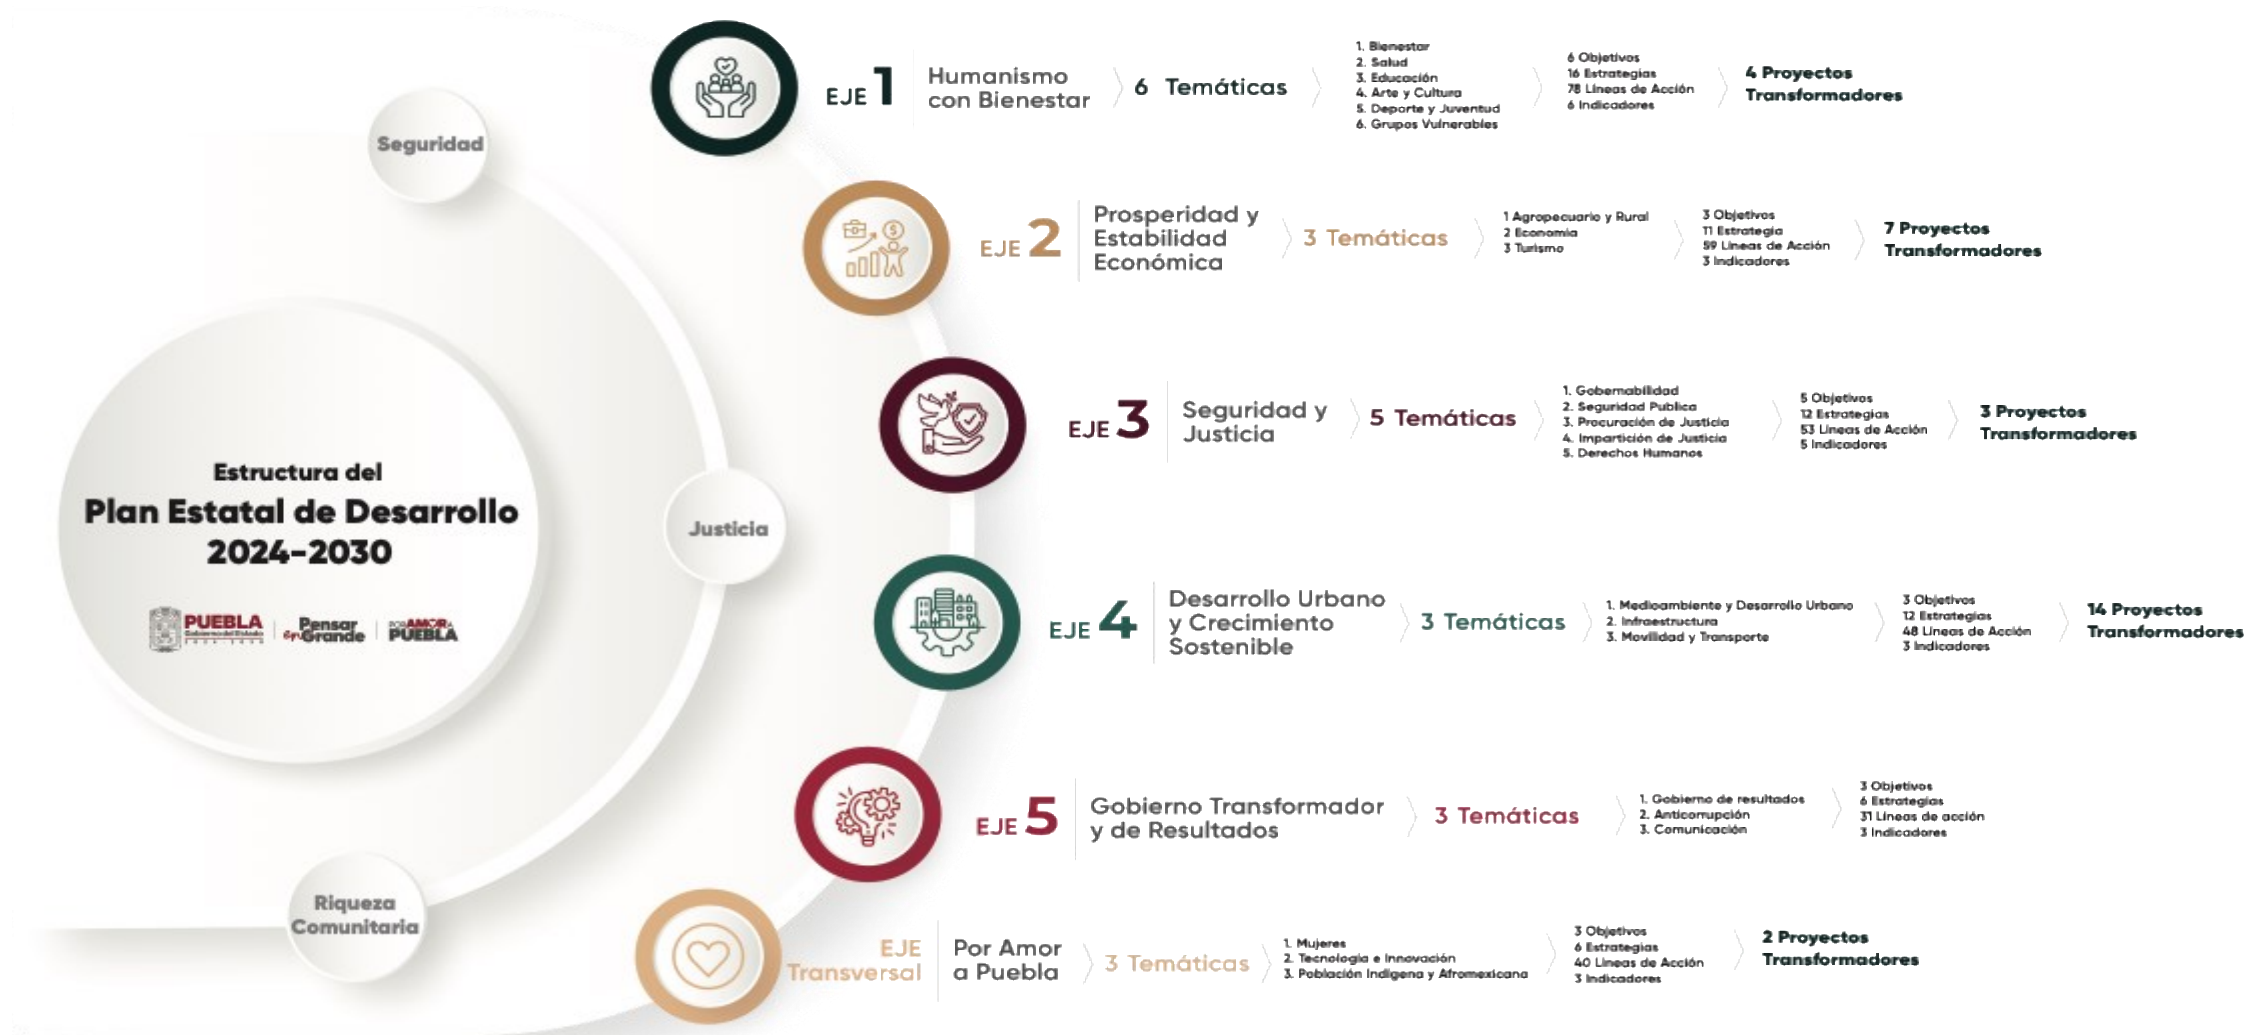 Estructura del
Plan Estatal de Desarrollo
2024-2030
PUEBLA
Gobierno del Estado
Pensar
en Grande
POR AMOR A
PUEBLA
Seguridad
Justicia
Riqueza
Comunitaria
EJE 1
Humanismo
con Bienestar
6 Temáticas
1. Bienestar
2. Salud
3. Educación
4. Arte y Cultura
5. Deporte y Juventud
6. Grupos Vulnerables
6 Objetivos
16 Estrategias
78 Líneas de Acción
6 Indicadores
4 Proyectos
Transformadores
EJE 2
Prosperidad y
Estabilidad
Económica
3 Temáticas
1 Agropecuario y Rural
2 Economía
3 Turismo
3 Objetivos
11 Estrategia
59 Líneas de Acción
3 Indicadores
7 Proyectos
Transformadores
EJE 3
Seguridad y
Justicia
5 Temáticas
1. Gobernabilidad
2. Seguridad Publica
3. Procuración de Justicia
4. Impartición de Justicia
5. Derechos Humanos
5 Objetivos
12 Estrategias
53 Líneas de Acción
5 Indicadores
3 Proyectos
Transformadores
EJE 4
Desarrollo Urbano
y Crecimiento
Sostenible
3 Temáticas
1. Medioambiente y Desarrollo Urbano
2. Infraestructura
3. Movilidad y Transporte
3 Objetivos
12 Estrategias
48 Líneas de Acción
3 Indicadores
14 Proyectos
Transformadores
EJE 5
Gobierno Transformador
y de Resultados
3 Temáticas
1. Gobierno de resultados
2. Anticorrupción
3. Comunicación
3 Objetivos
6 Estrategias
31 Líneas de acción
3 Indicadores
EJE
Transversal
Por Amor
a Puebla
3 Temáticas
1. Mujeres
2. Tecnología e Innovación
3. Población Indígena y Afromexicana
3 Objetivos
6 Estrategias
40 Líneas de Acción
3 Indicadores
2 Proyectos
Transformadores